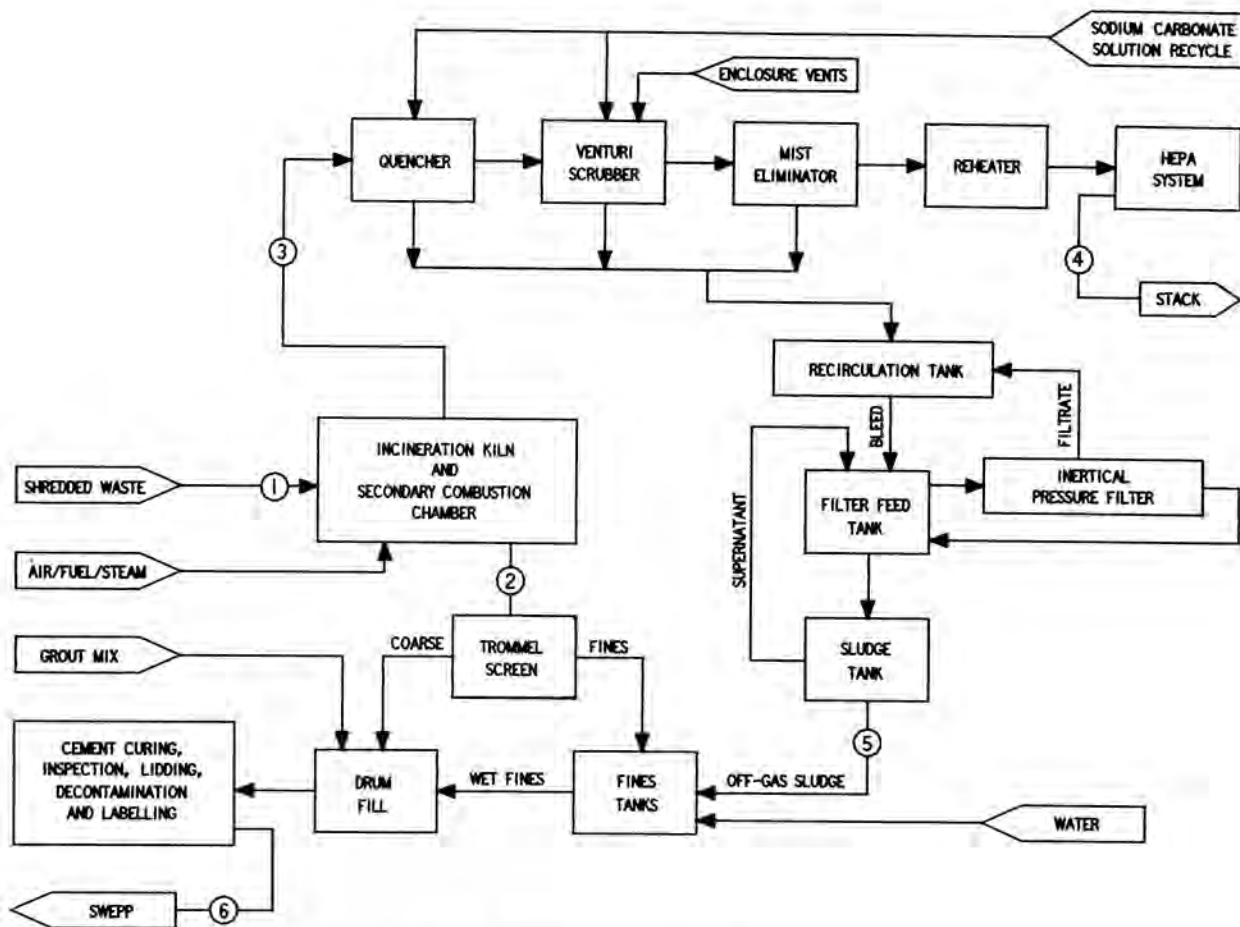 SODIUM CARBONATE
SOLUTION RECYCLE
ENCLOSURE VENTS
QUENCHER
VENTURI
SCRUBBER
MIST
ELIMINATOR
REHEATER
HEPA
SYSTEM
3
4
STACK
RECIRCULATION TANK
BLEED
FILTRATE
INCINERATION KILN
AND
SECONDARY COMBUSTION
CHAMBER
SHREDDED WASTE
1
INERTICAL
PRESSURE FILTER
FILTER FEED
TANK
SUPERNATANT
AIR/FUEL/STEAM
2
GROUT MIX
COARSE
TROMMEL
SCREEN
FINES
SLUDGE
TANK
5
CEMENT CURING,
INSPECTION, LIDDING,
DECONTAMINATION
AND LABELLING
DRUM
FILL
WET FINES
FINES
TANKS
OFF-GAS SLUDGE
WATER
SWEPP
6